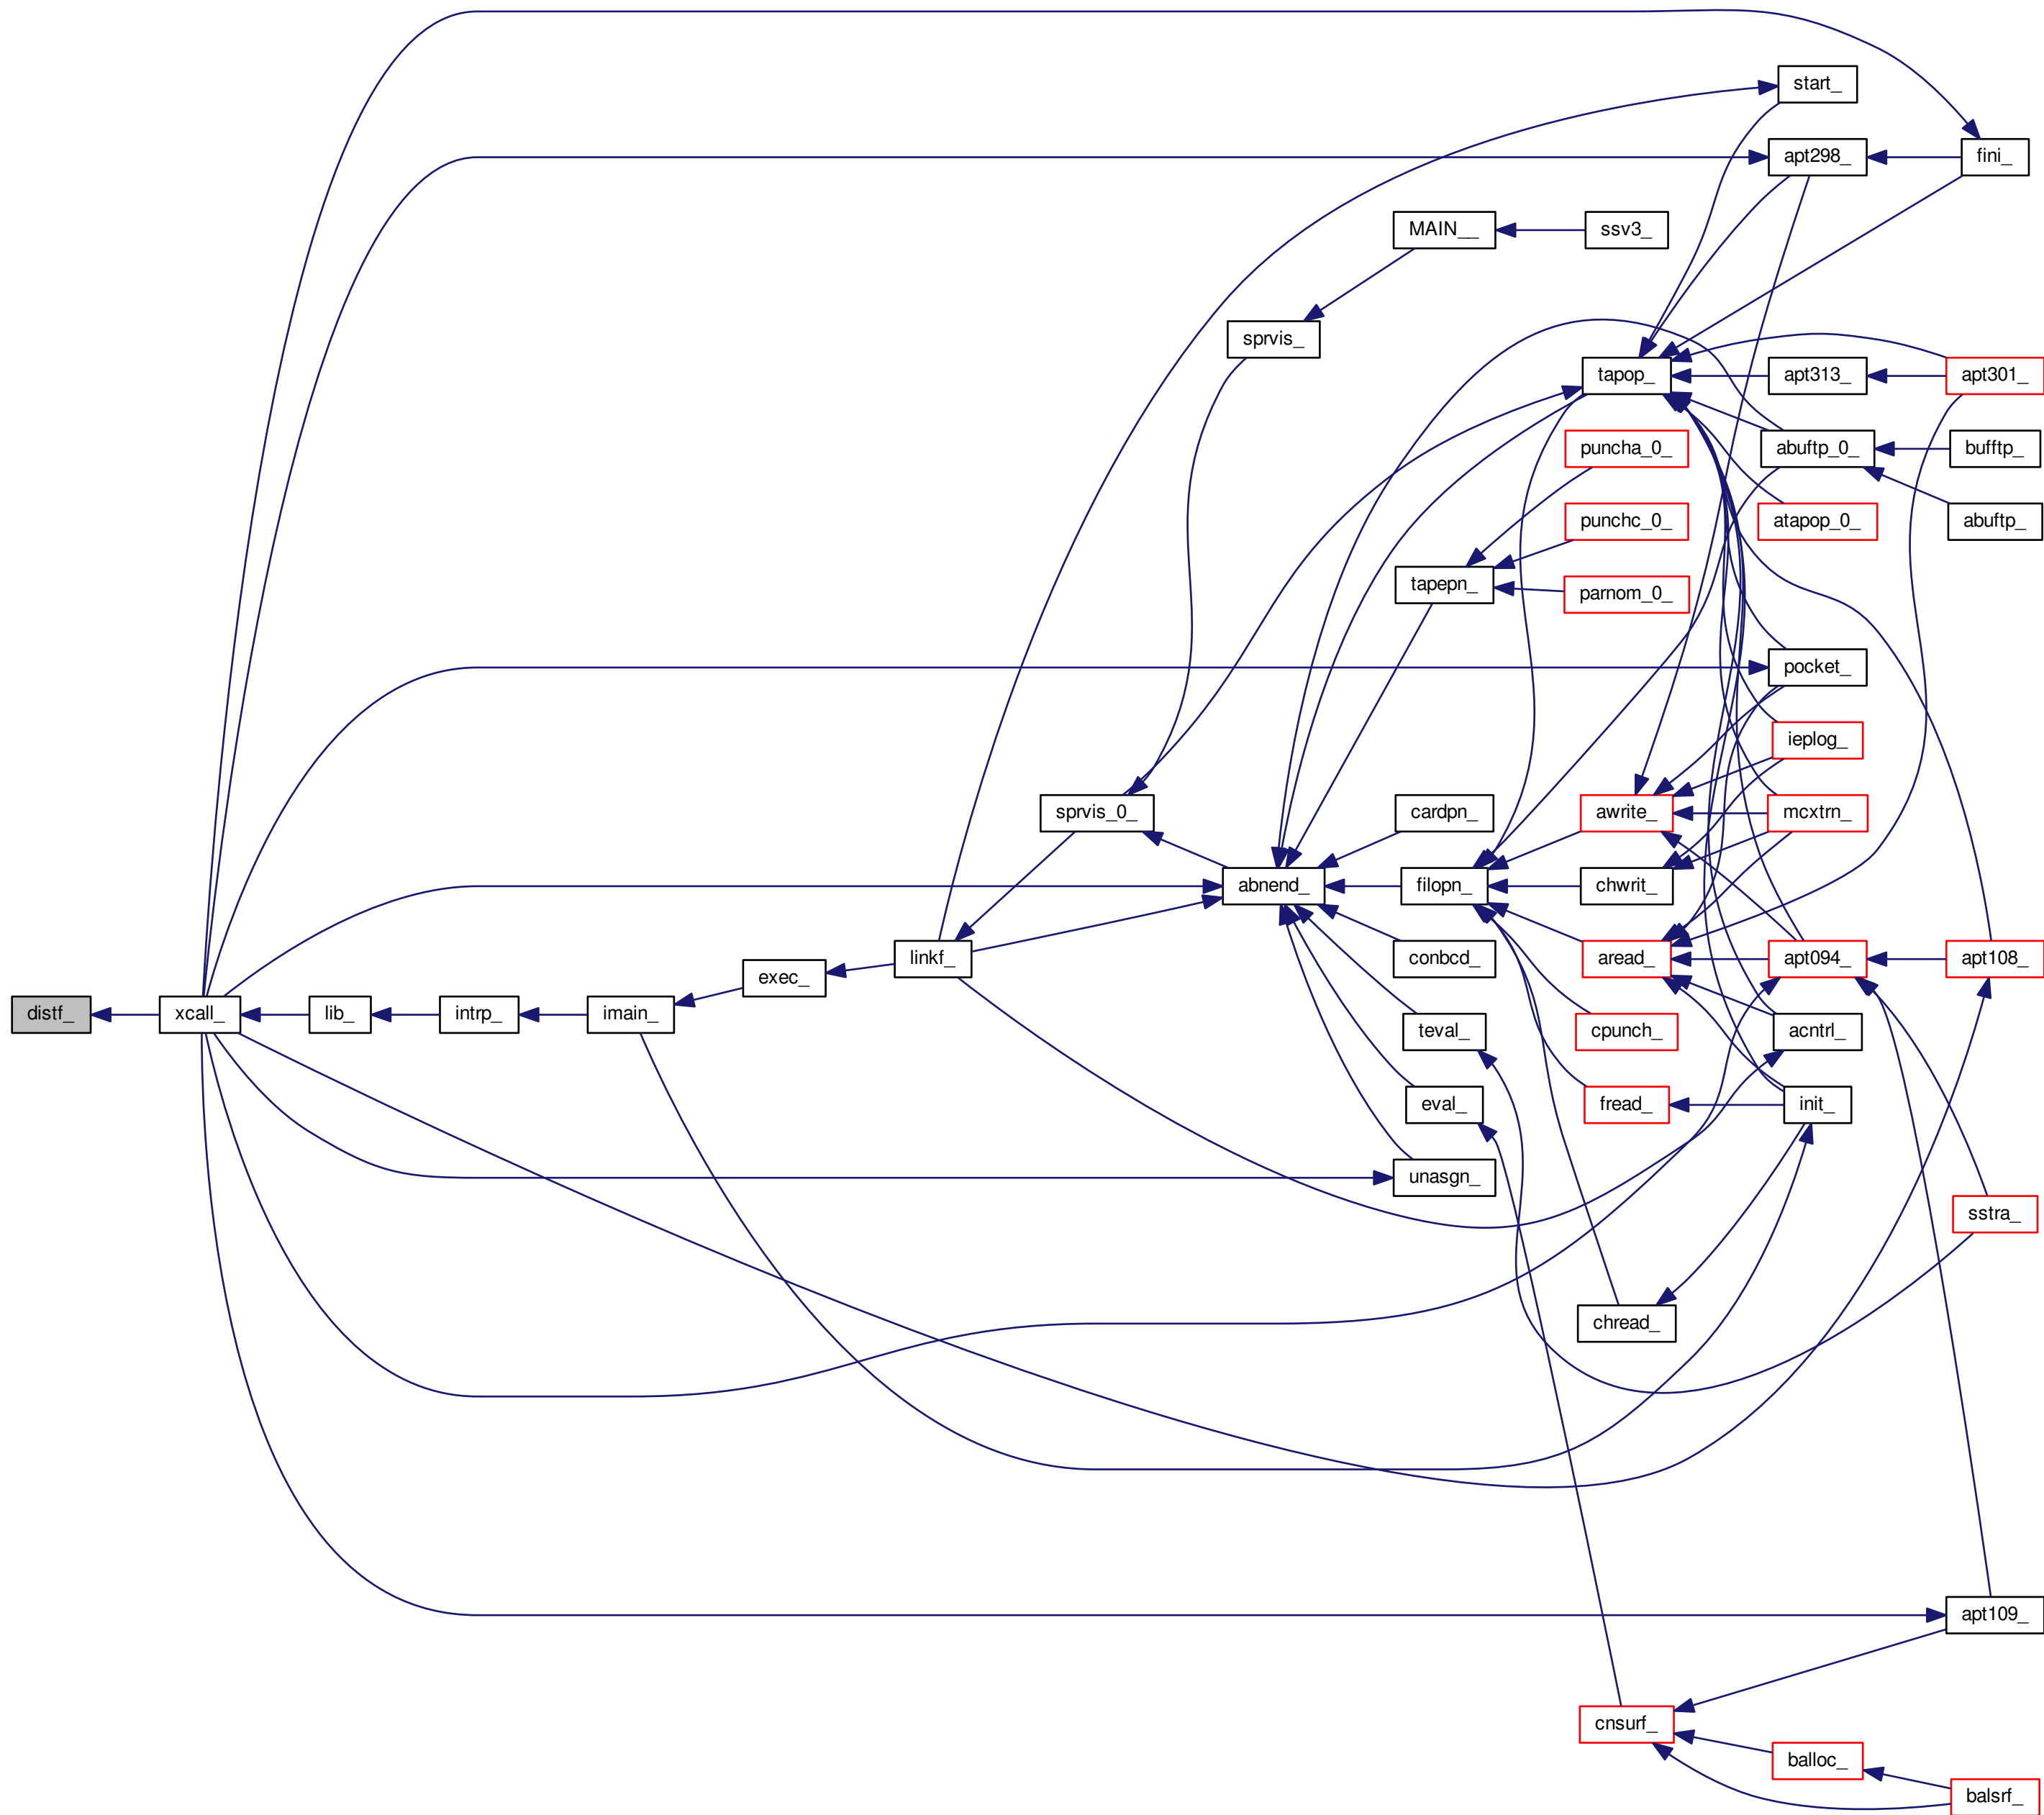 start_
apt298_
fini_
MAIN__
ssv3_
sprvis_
tapop_
apt313_
apt301_
puncha_0_
abuftp_0_
bufftp_
punchc_0_
atapop_0_
abuftp_
tapepn_
parnom_0_
pocket_
ieplog_
sprvis_0_
cardpn_
awrite_
mcxtrn_
abnend_
filopn_
chwrit_
linkf_
conbcd_
aread_
apt094_
apt108_
exec_
distf_
xcall_
lib_
intrp_
imain_
teval_
cpunch_
acntrl_
eval_
fread_
init_
unasgn_
sstra_
chread_
apt109_
cnsurf_
balloc_
balsrf_